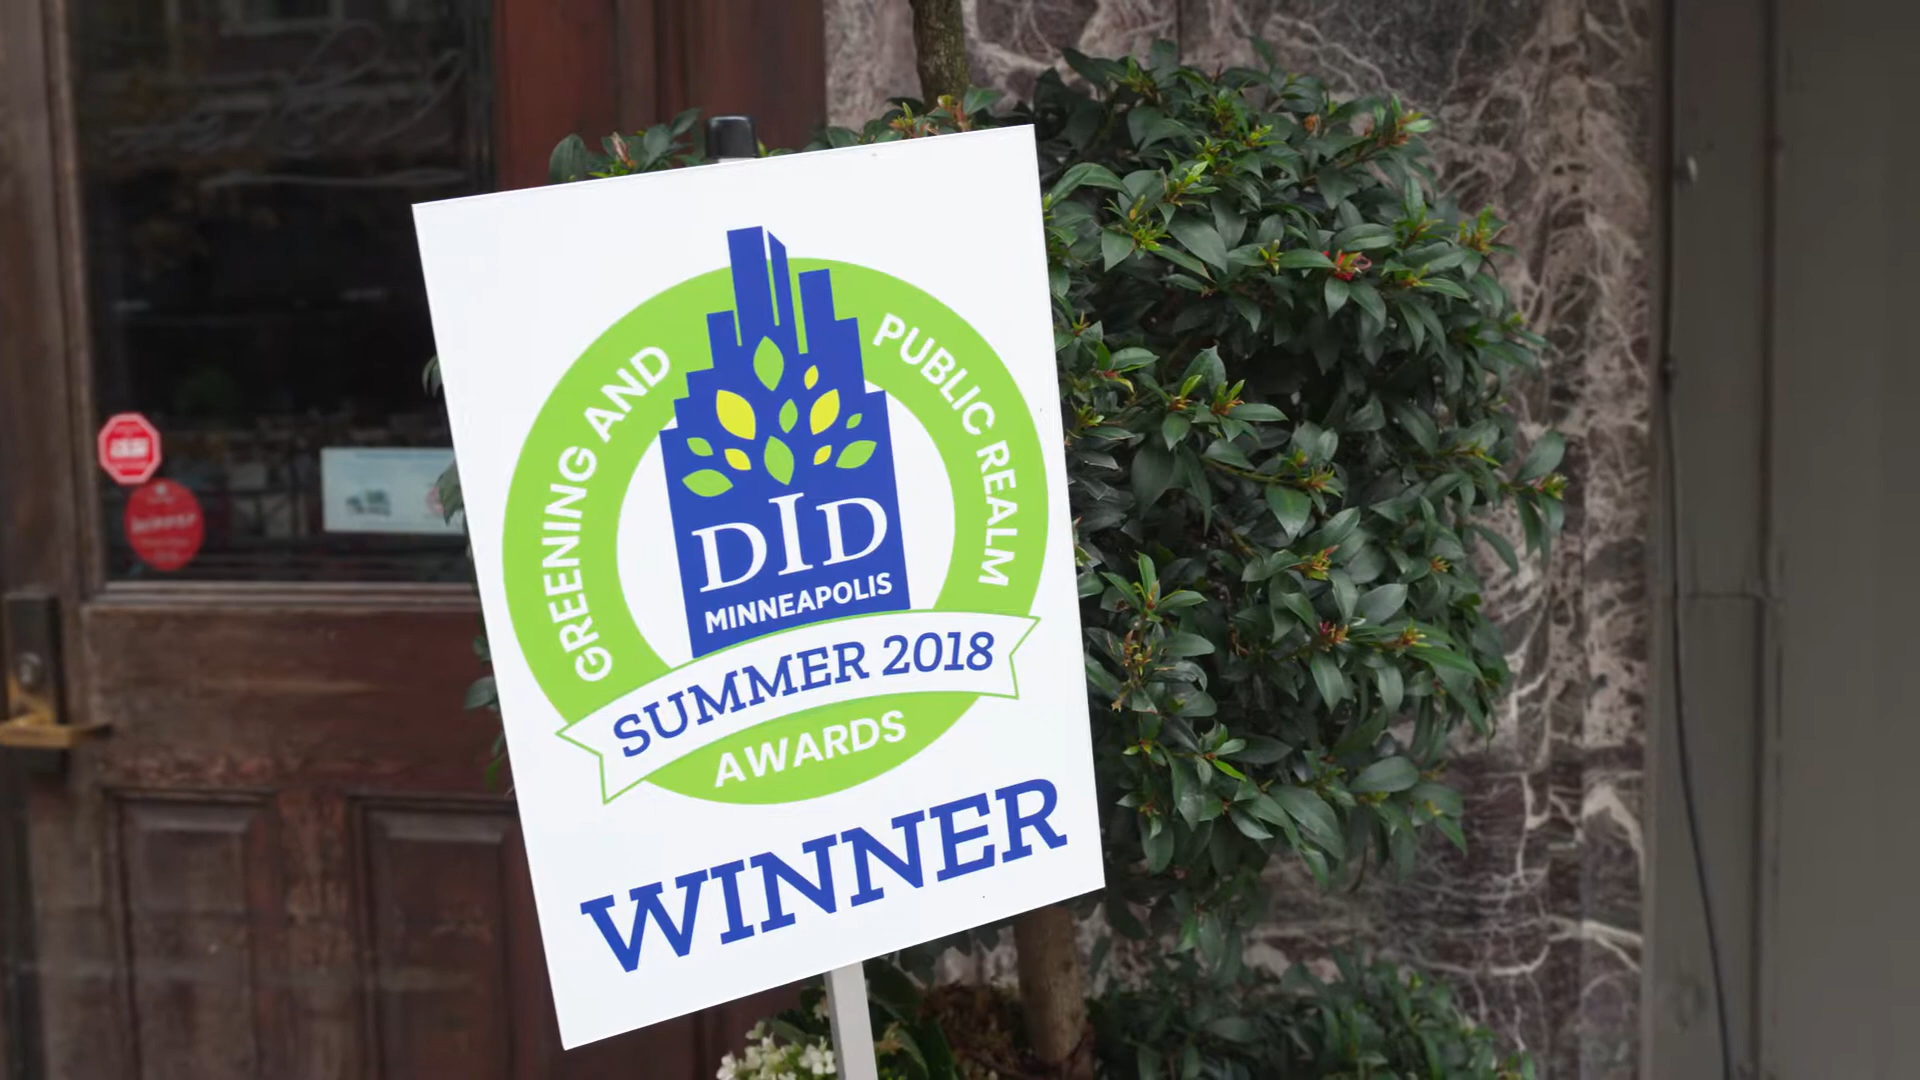 GREENING AND
PUBLIC REALM
DID
MINNEAPOLIS
SUMMER 2018
AWARDS
WINNER